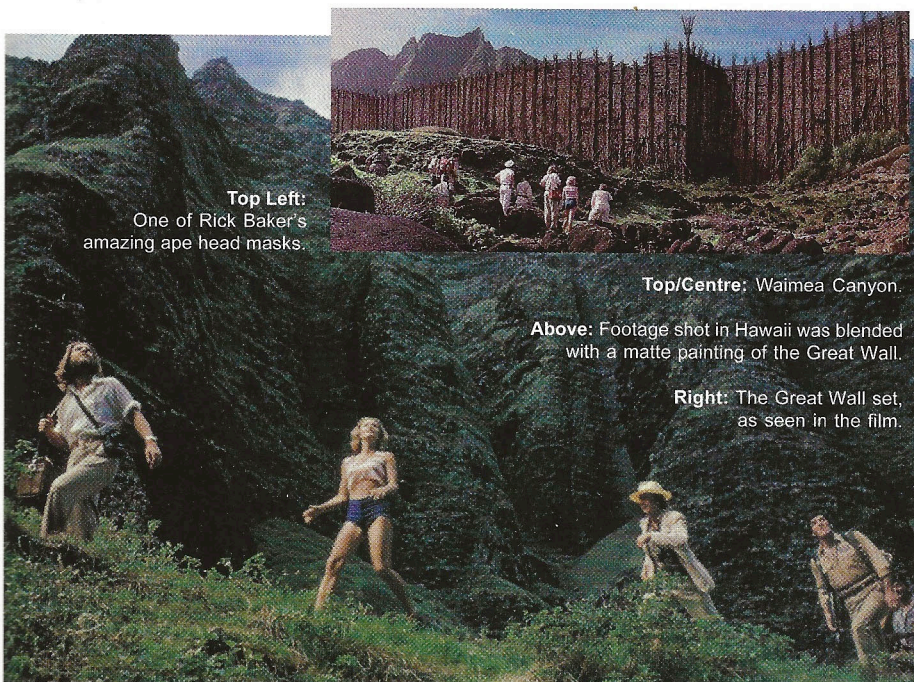 Top Left:
One of Rick Baker's
amazing ape head masks.
Top/Centre: Waimea Canyon.
Above: Footage shot in Hawaii was blended
with a matte painting of the Great Wall.
Right: The Great Wall set,
as seen in the film.